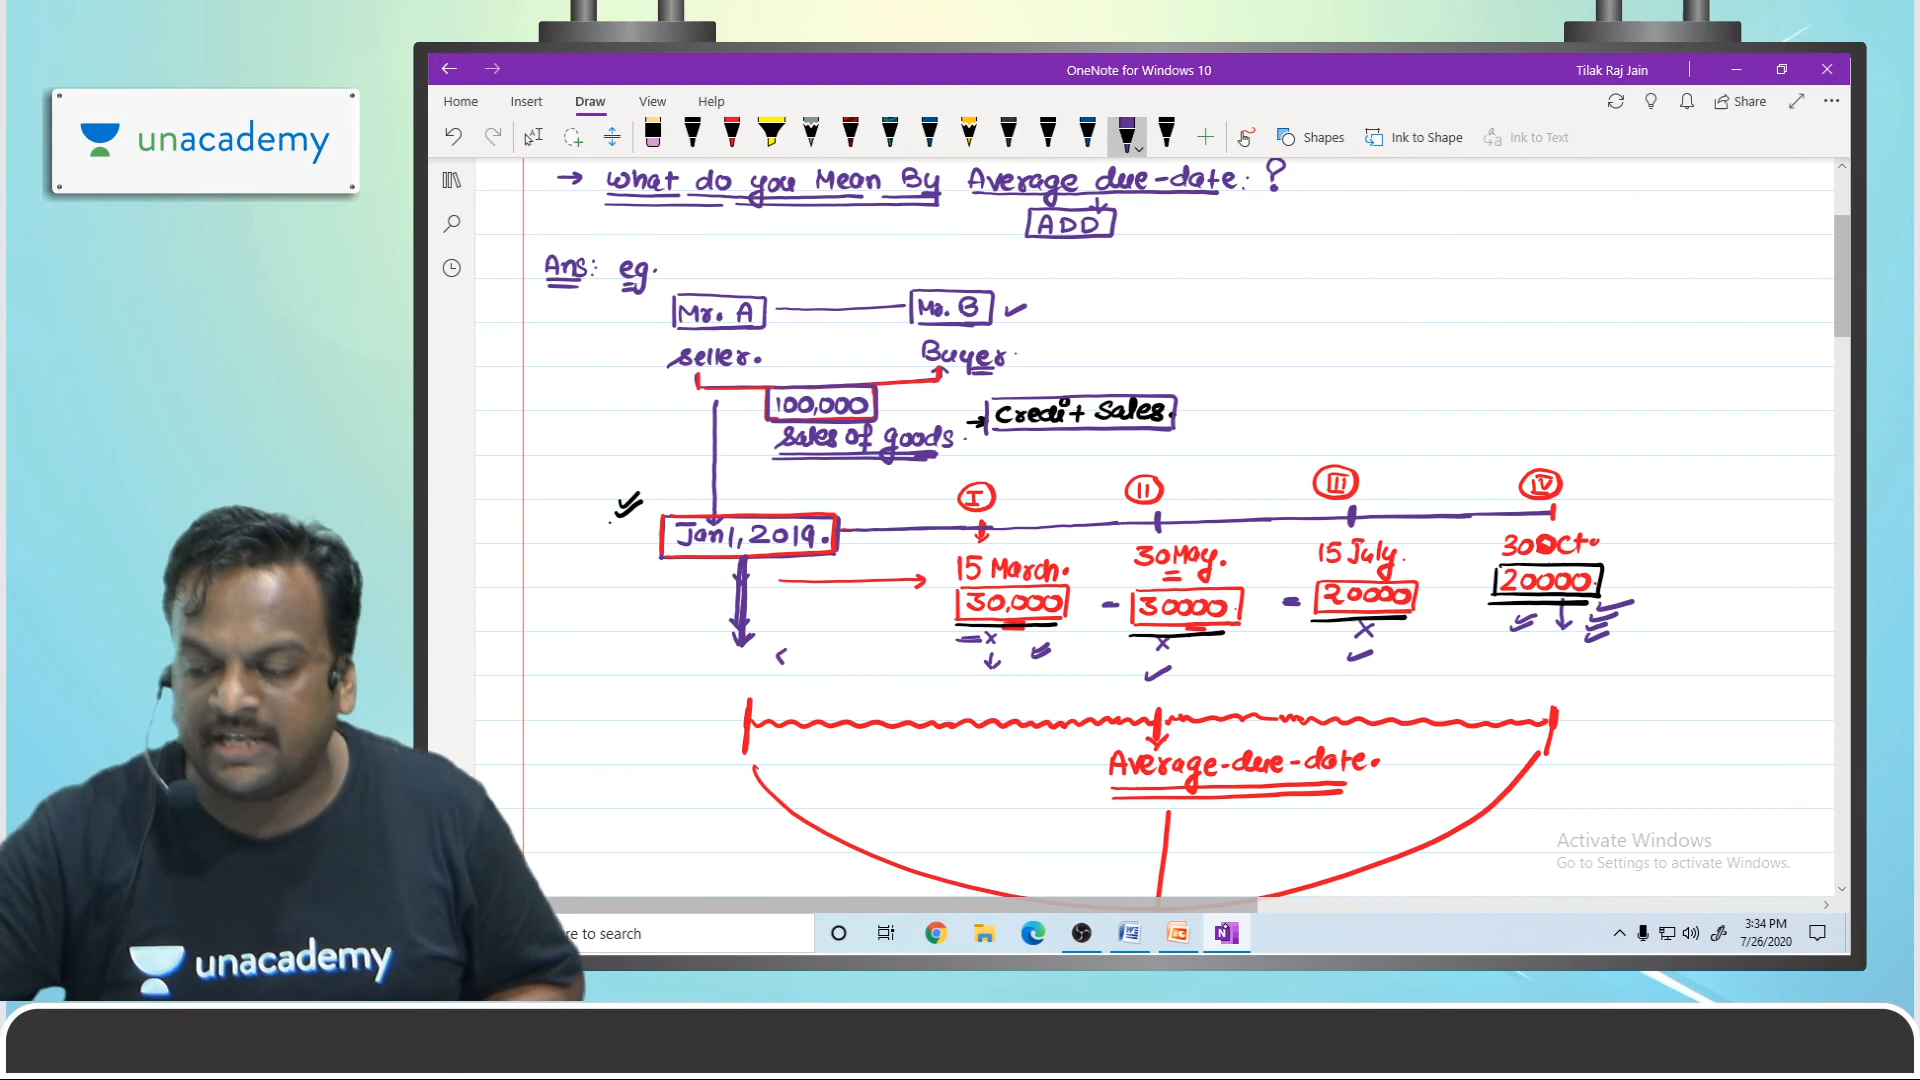 unacademy
OneNote for Windows 10
Tilak Raj Jain
Home Insert Draw View Help
Share
Shapes Ink to Shape Ink to Text
→ What do you Mean By Average due-date: ?
ADD
Ans: eg.
Mr. A Mr. B
Seller. Buyer.
100,000
Sales of goods. → Credit Sales.
I II III IV
Jan 1, 2019.
15 March. 30 May. 15 July. 30 Oct.
30,000 - 30000 = 20000 20000
Average-due-date.
Activate Windows
Go to Settings to activate Windows.
re to search
3:34 PM
7/26/2020
unacademy